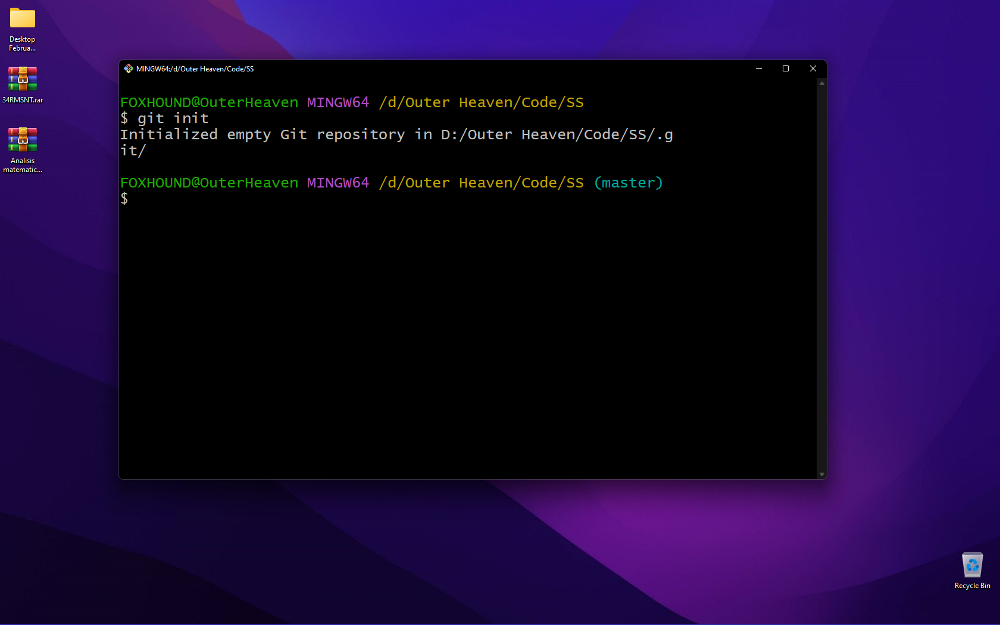 Desktop
Februa...
34RMSNT.rar
Analisis
matematic...
MINGW64:/d/Outer Heaven/Code/SS
FOXHOUND@OuterHeaven MINGW64 /d/Outer Heaven/Code/SS
$ git init
Initialized empty Git repository in D:/Outer Heaven/Code/SS/.g
it/
FOXHOUND@OuterHeaven MINGW64 /d/Outer Heaven/Code/SS (master)
$
Recycle Bin